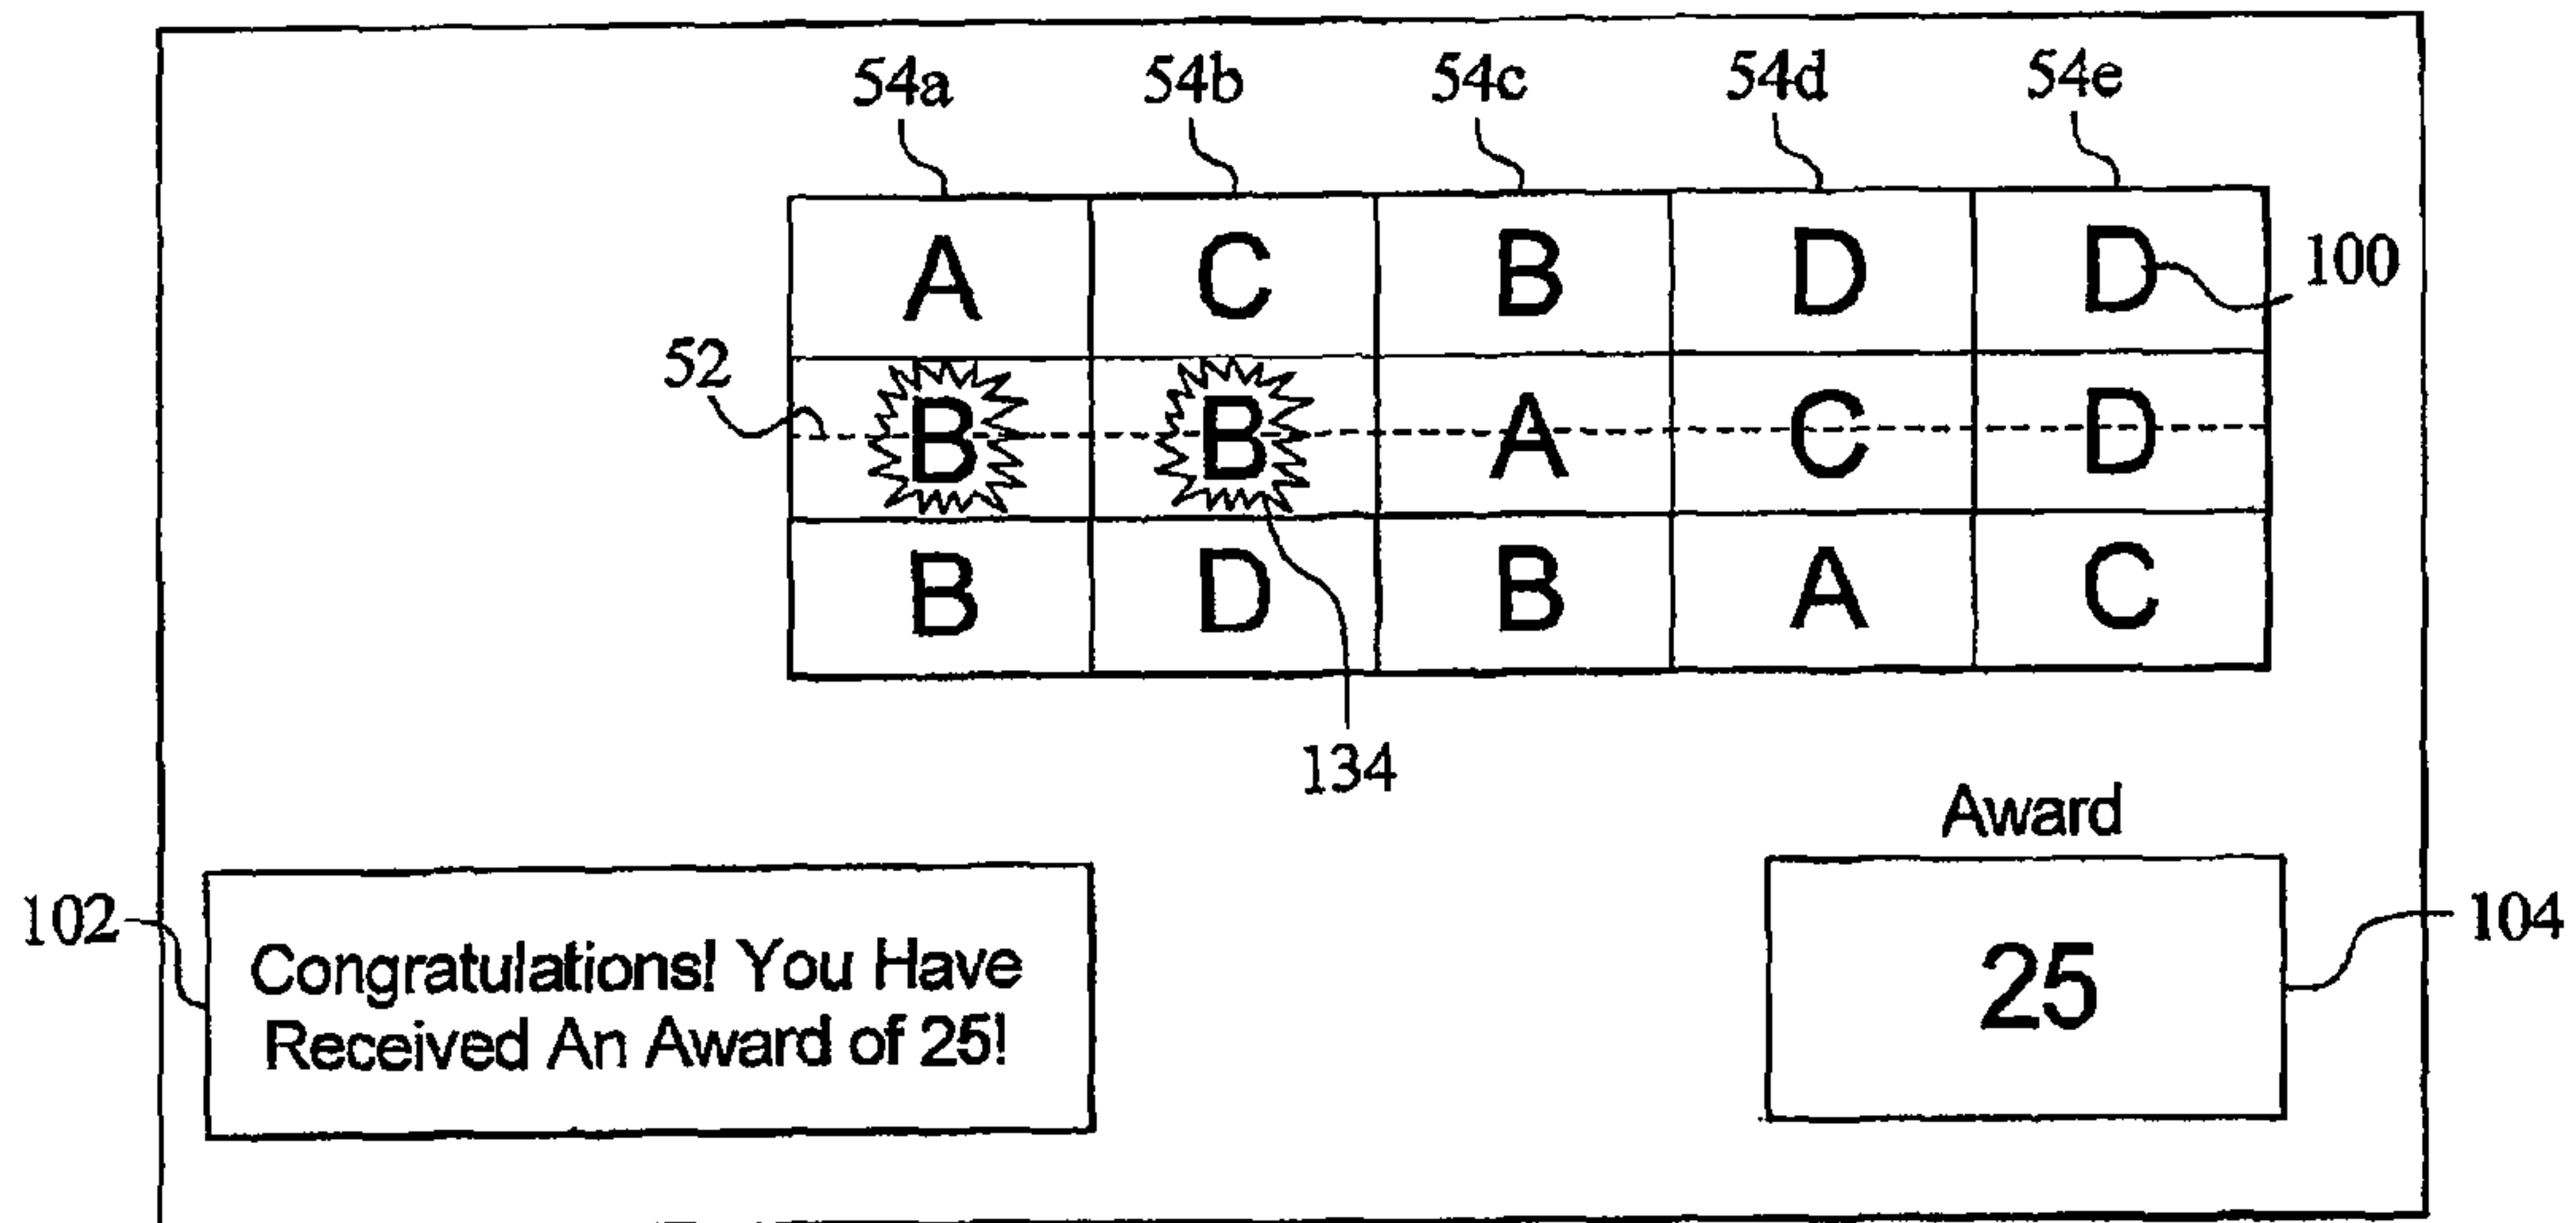 54a 54b 54c 54d 54e
A C B D D 100
52
B B A C D
B D B A C
134
Award
102
Congratulations! You Have
Received An Award of 25!
25
104